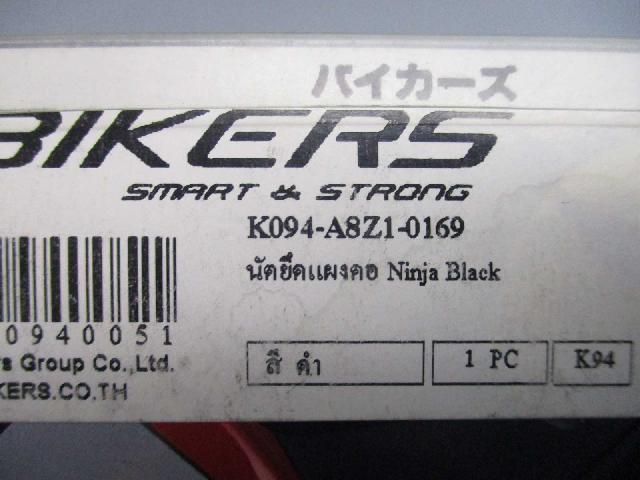 バイカーズ
BIKERS
SMART & STRONG
K094-A8Z1-0169
นัตยึดแผงคอ Ninja Black
0940051
rs Group Co.,Ltd.
KERS.CO.TH
สี ดำ
1 PC
K94